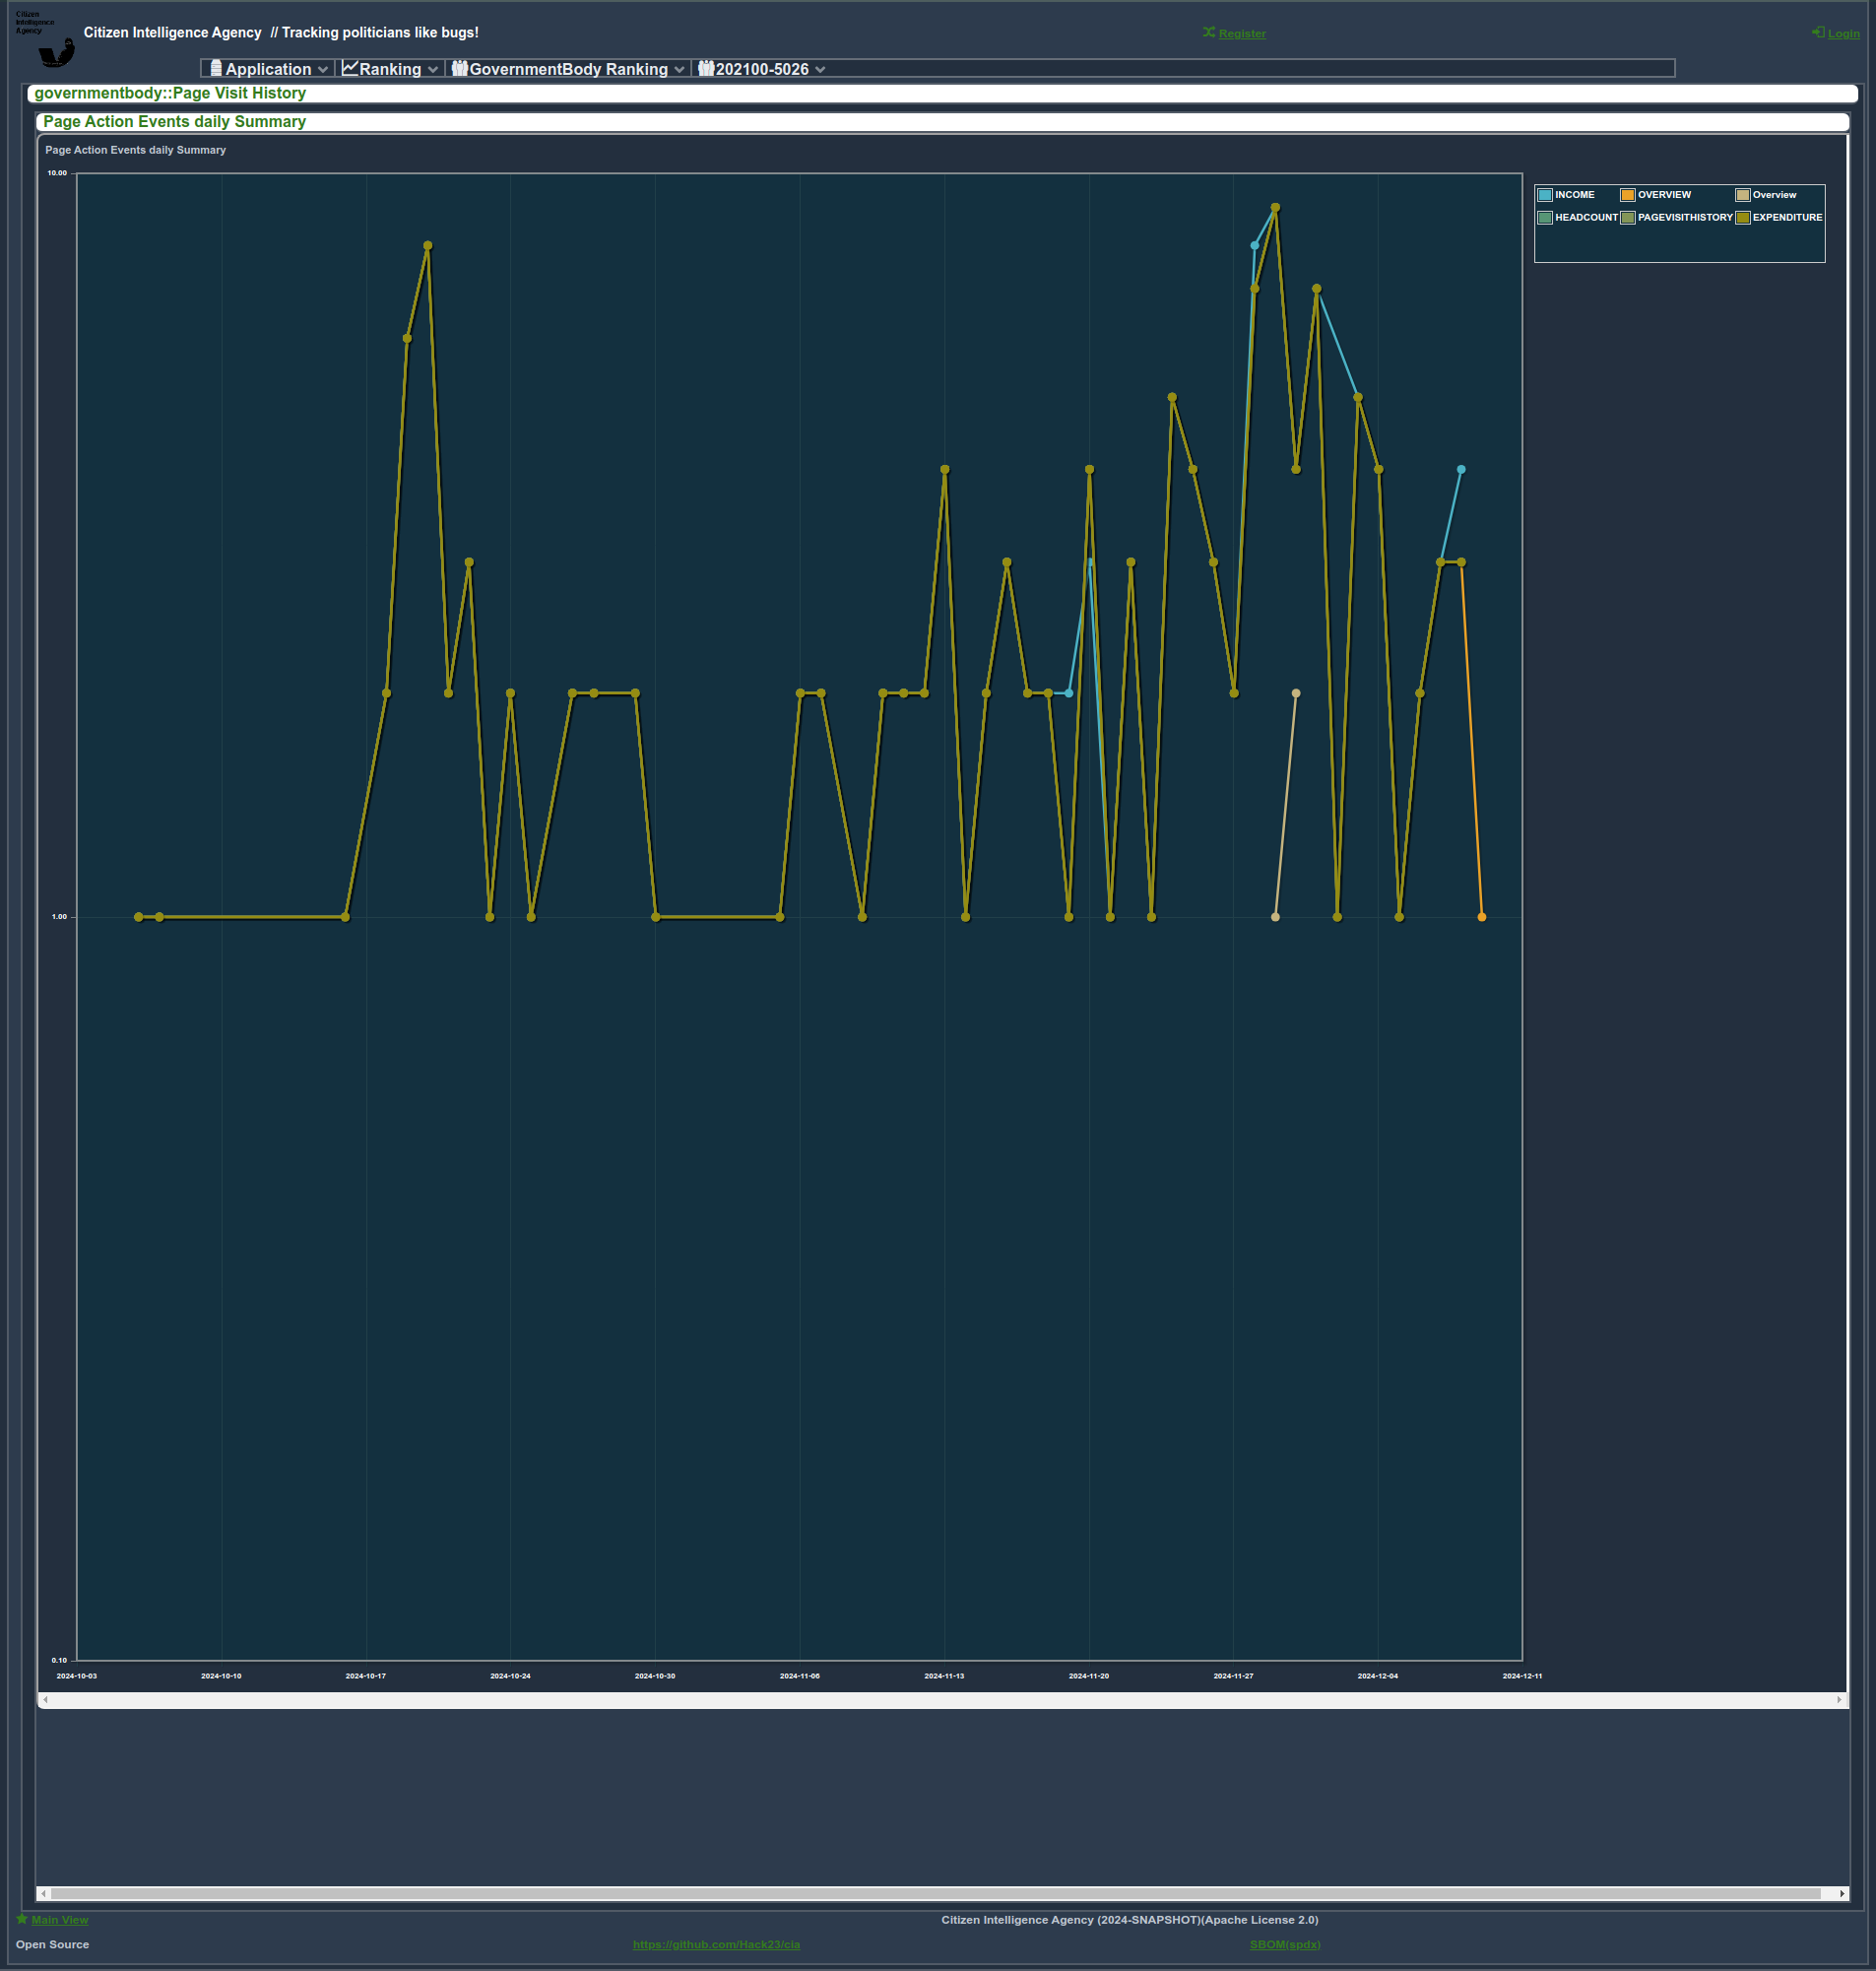 Citizen
Intelligence
Agency
Citizen Intelligence Agency // Tracking politicians like bugs!
Register
Login
Application
Ranking
GovernmentBody Ranking
202100-5026
governmentbody::Page Visit History
Page Action Events daily Summary
Page Action Events daily Summary
10.00
1.00
0.10
INCOME OVERVIEW Overview
HEADCOUNT PAGEVISITHISTORY EXPENDITURE
2024-10-03 2024-10-10 2024-10-17 2024-10-24 2024-10-30 2024-11-06 2024-11-13 2024-11-20 2024-11-27 2024-12-04 2024-12-11
Main View
Citizen Intelligence Agency (2024-SNAPSHOT)(Apache License 2.0)
Open Source
https://github.com/Hack23/cia
SBOM(spdx)